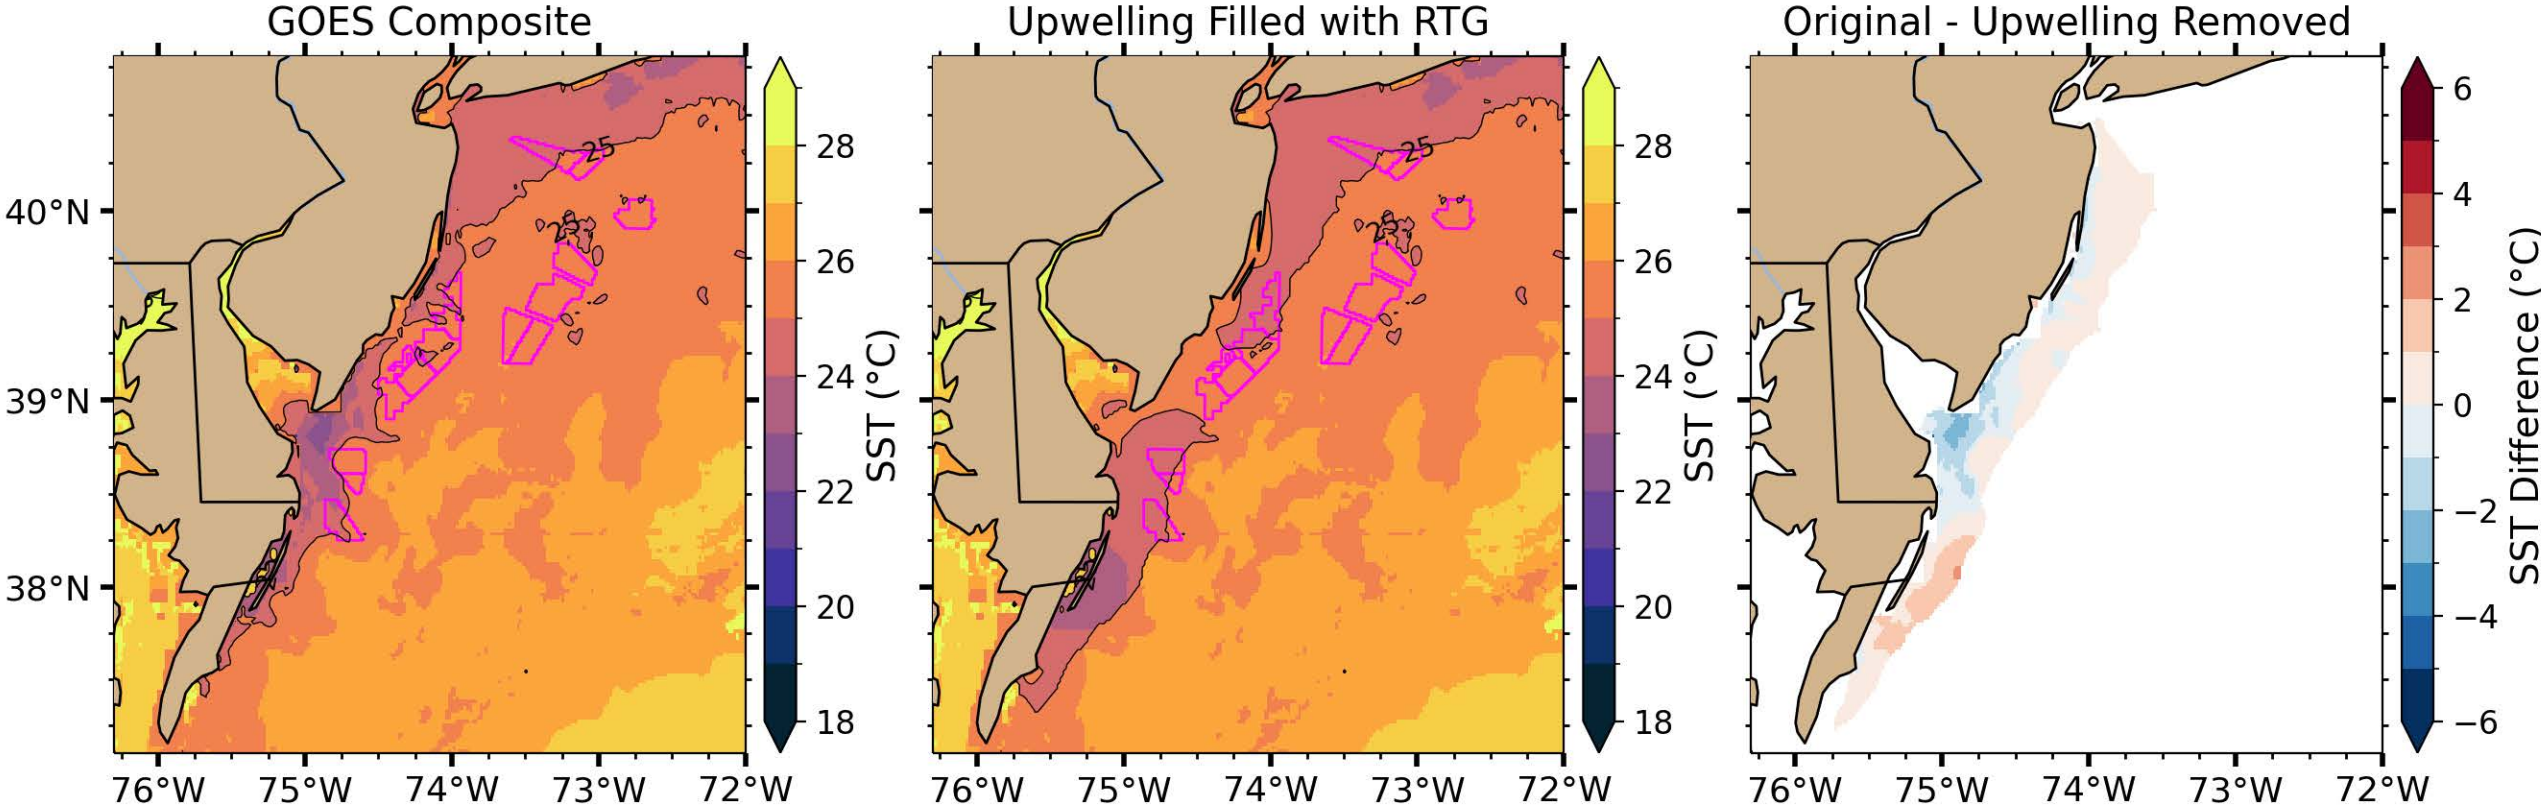 GOES Composite
Upwelling Filled with RTG
Original - Upwelling Removed
40°N
39°N
38°N
25
76°W 75°W 74°W 73°W 72°W
28
26
24
22
20
18
SST (°C)
25
76°W 75°W 74°W 73°W 72°W
28
26
24
22
20
18
SST (°C)
76°W 75°W 74°W 73°W 72°W
6
4
2
0
−2
−4
−6
SST Difference (°C)